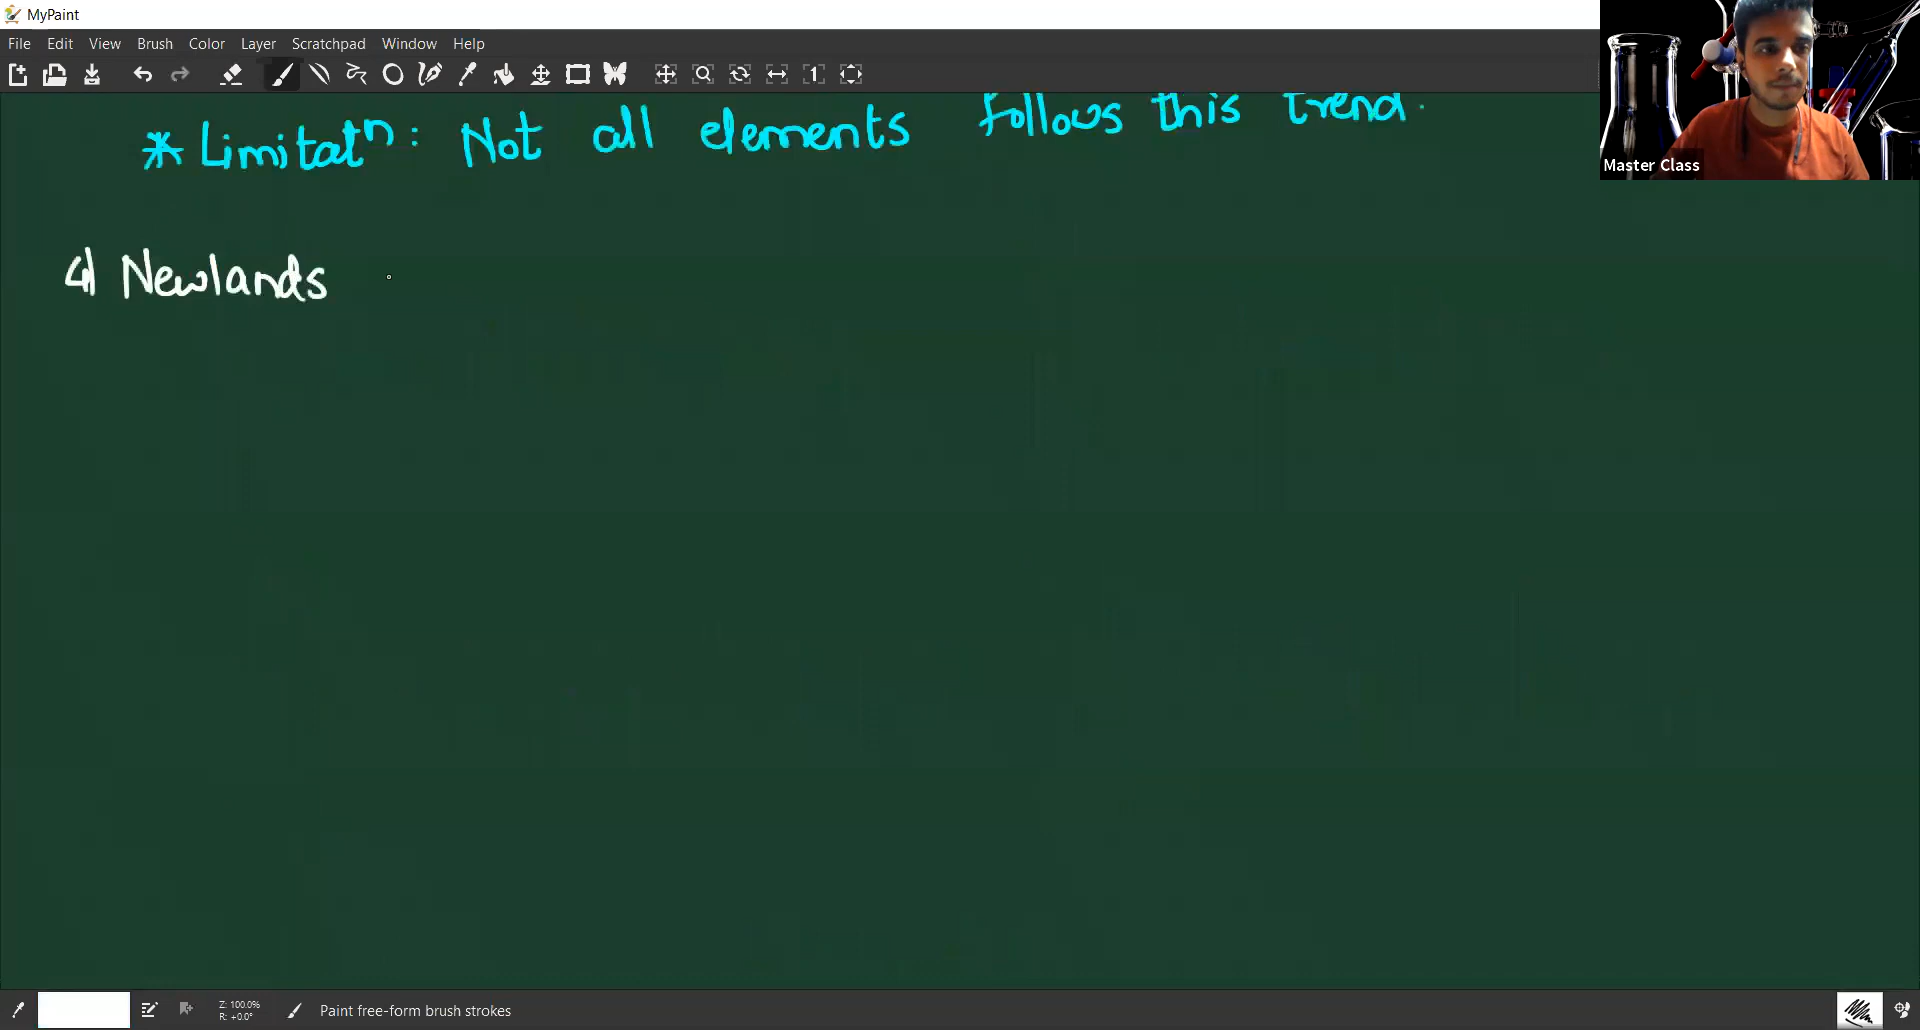 MyPaint
File Edit View Brush Color Layer Scratchpad Window Help
Master Class
* Limitatⁿ: Not all elements follows this trend.
4) Newlands
Z: 100.0%
R: +0.0°
Paint free-form brush strokes